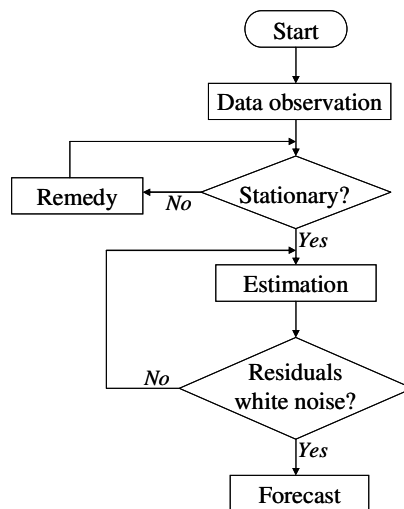 Start
Data observation
Stationary?
Remedy
No
Yes
Estimation
Residuals
white noise?
No
Yes
Forecast